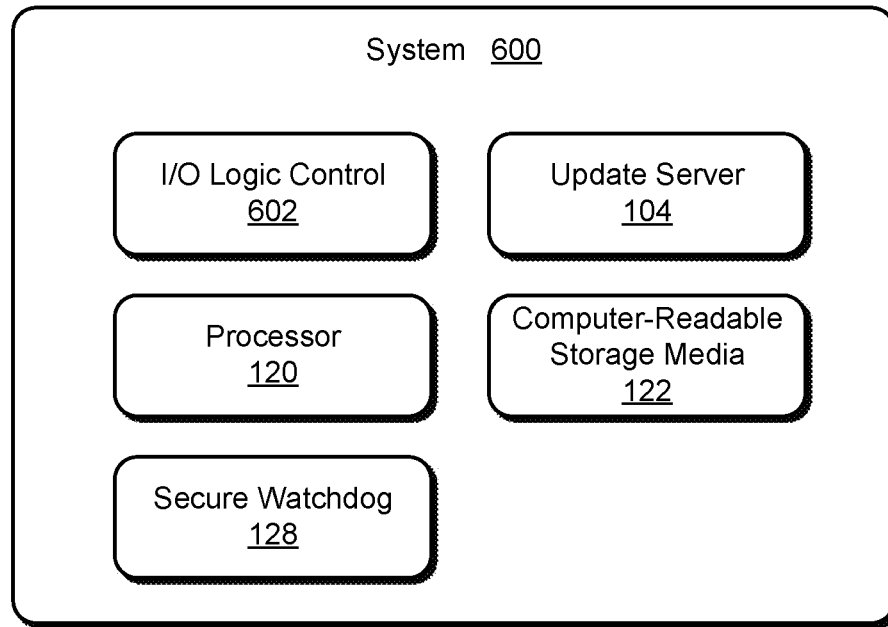 System 600
I/O Logic Control
602
Update Server
104
Processor
120
Computer-Readable
Storage Media
122
Secure Watchdog
128